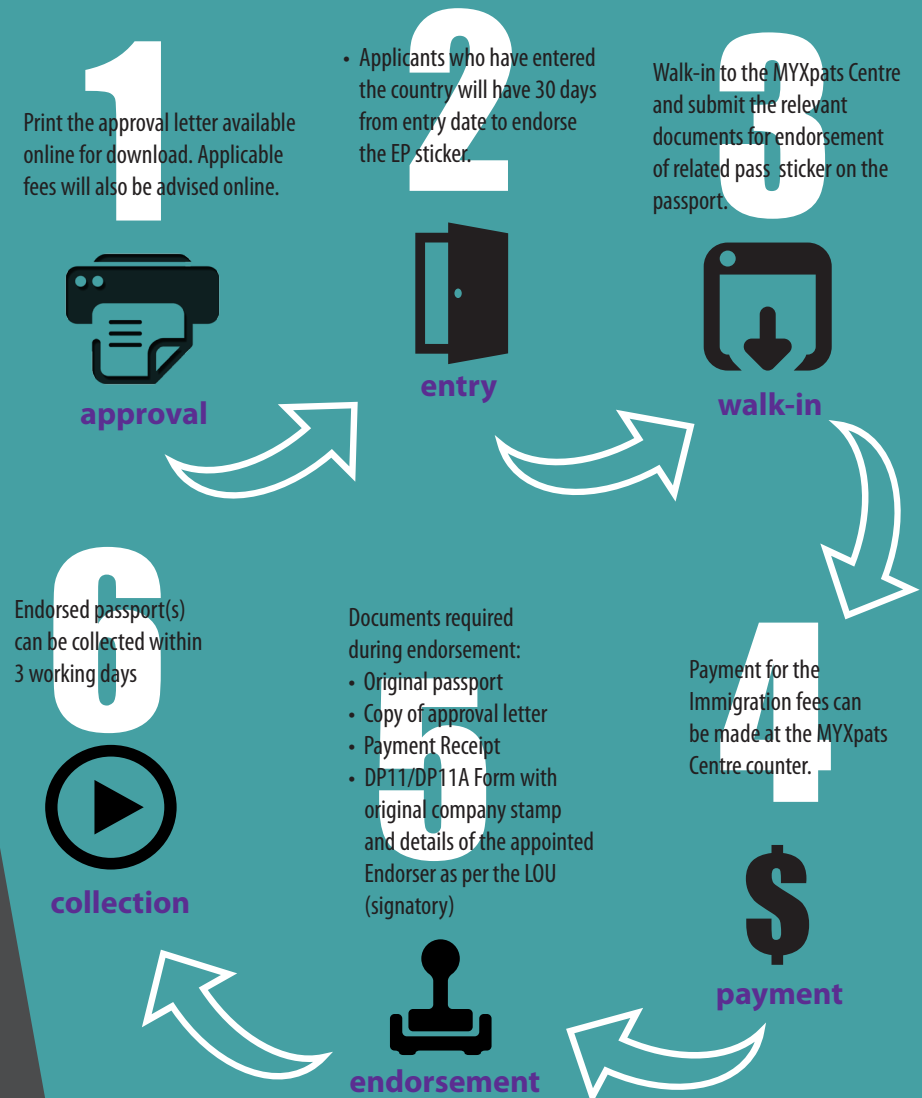 1
Print the approval letter available
online for download. Applicable
fees will also be advised online.
approval
2
• Applicants who have entered
the country will have 30 days
from entry date to endorse
the EP sticker.
entry
3
Walk-in to the MYXpats Centre
and submit the relevant
documents for endorsement
of related pass sticker on the
passport.
walk-in
4
Payment for the
Immigration fees can
be made at the MYXpats
Centre counter.
$
payment
5
Documents required
during endorsement:
• Original passport
• Copy of approval letter
• Payment Receipt
• DP11/DP11A Form with
original company stamp
and details of the appointed
Endorser as per the LOU
(signatory)
endorsement
6
Endorsed passport(s)
can be collected within
3 working days
collection